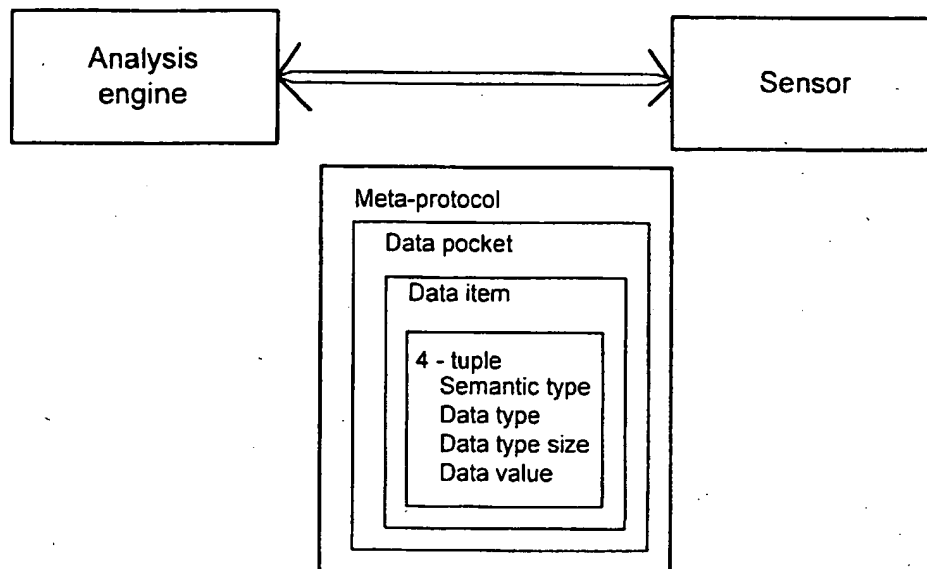 Analysis
engine
Sensor
Meta-protocol
Data pocket
Data item
4 - tuple
Semantic type
Data type
Data type size
Data value